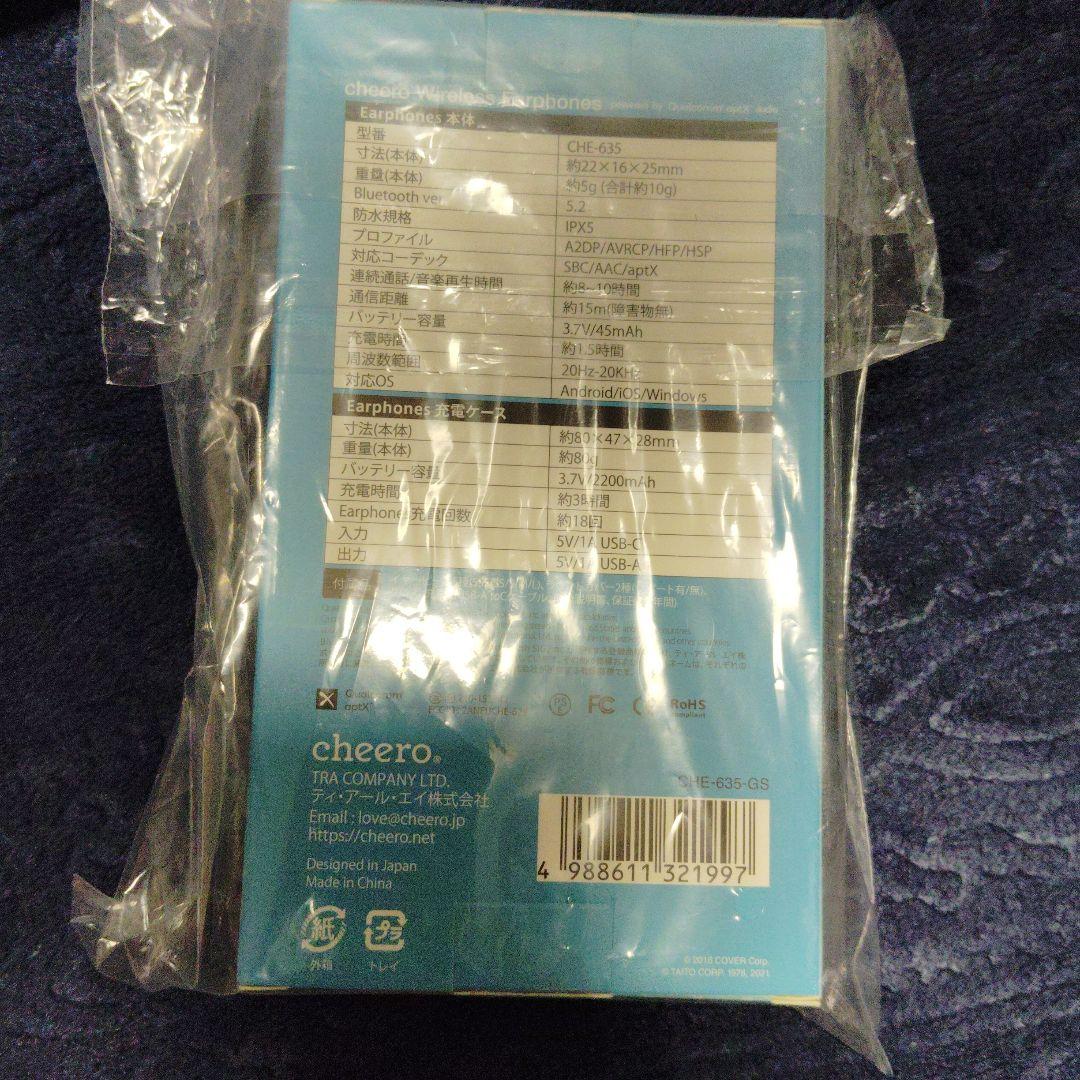 cheero Wireless Earphones powered by Qualcomm aptX audio
Earphones 本体
型番 CHE-635
寸法(本体) 約22×16×25mm
重量(本体) 約5g (合計約10g)
Bluetooth ver. 5.2
防水規格 IPX5
プロファイル A2DP/AVRCP/HFP/HSP
対応コーデック SBC/AAC/aptX
連続通話/音楽再生時間 約8~10時間
通信距離 約15m(障害物無)
バッテリー容量 3.7V/45mAh
充電時間 約1.5時間
周波数範囲 20Hz-20KHz
対応OS Android/iOS/Windows
Earphones 充電ケース
寸法(本体) 約80×47×28mm
重量(本体) 約80g
バッテリー容量 3.7V/2200mAh
充電時間 約3時間
Earphones充電回数 約18回
入力 5V/1A USB-C
出力 5V/1A USB-A
付属品
Qualcomm
aptX
FC
RoHS
compliant
cheero®
TRA COMPANY LTD.
ティ・アール・エイ株式会社
Email : love@cheero.jp
https://cheero.net
CHE-635-GS
4 988611 321997
Designed in Japan
Made in China
紙
外箱
プラ
トレイ
© 2016 COVER Corp.
© TAITO CORP. 1978, 2021